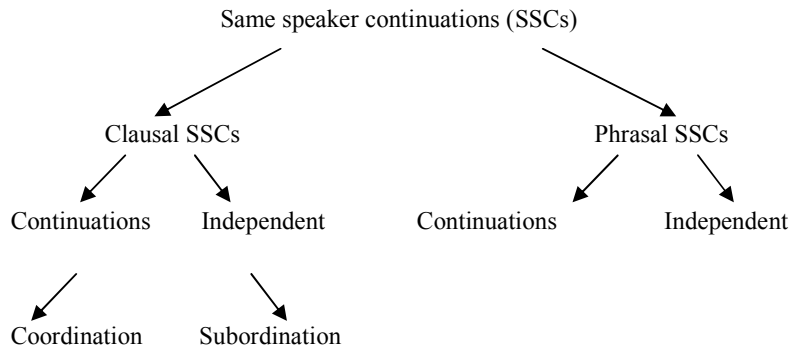 Same speaker continuations (SSCs)
Clausal SSCs Phrasal SSCs
Continuations Independent Continuations Independent
Coordination Subordination